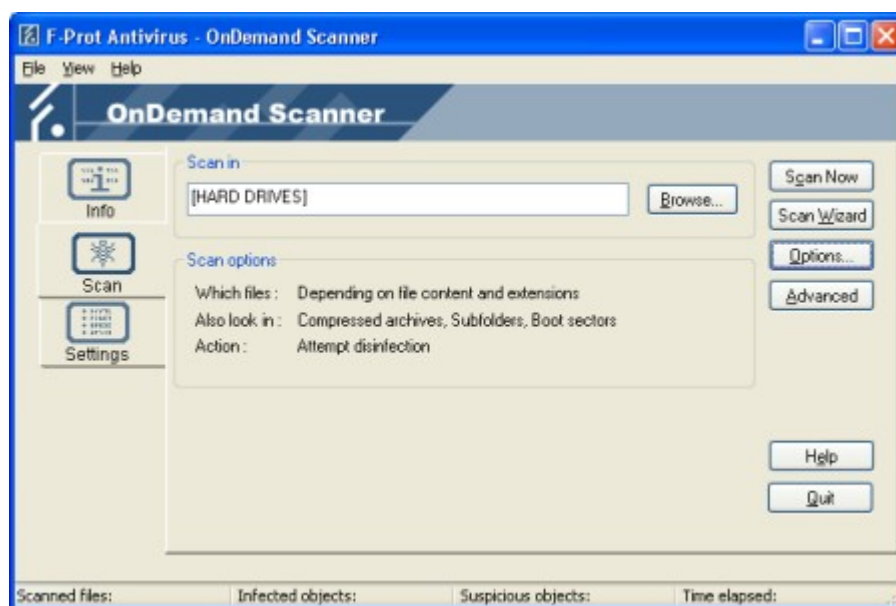 F-Prot Antivirus - OnDemand Scanner
File View Help
OnDemand Scanner
Info
Scan
Settings
Scan in
[HARD DRIVES]
Browse...
Scan options
Which files : Depending on file content and extensions
Also look in : Compressed archives, Subfolders, Boot sectors
Action : Attempt disinfection
Scan Now
Scan Wizard
Options...
Advanced
Help
Quit
Scanned files: Infected objects: Suspicious objects: Time elapsed: